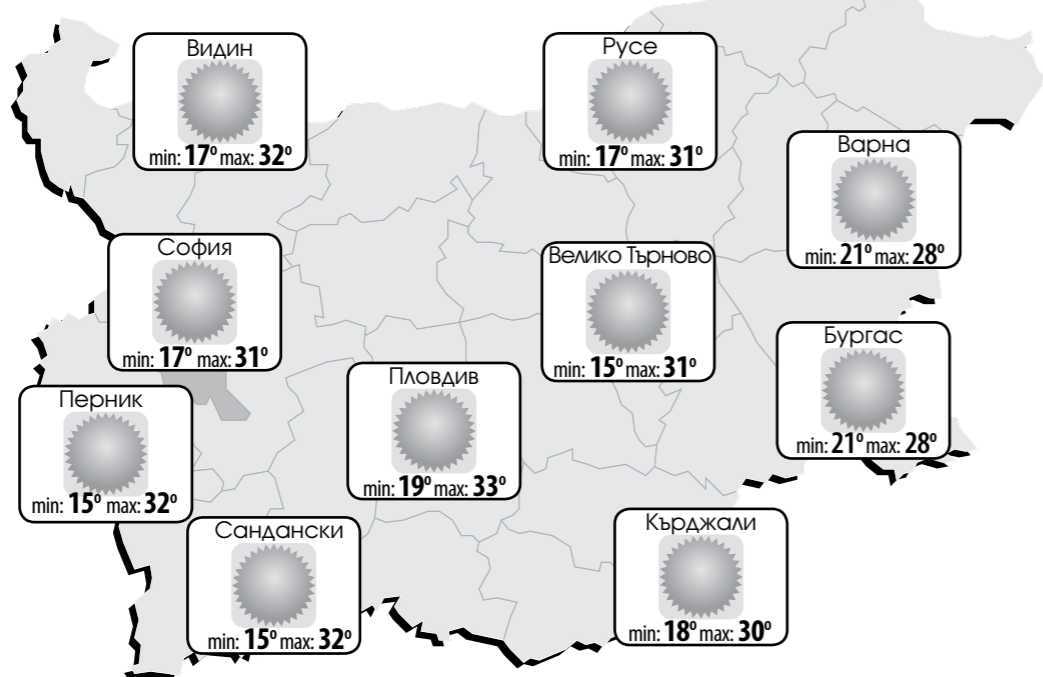 Видин
min: 17º max: 32º
Русе
min: 17º max: 31º
Варна
min: 21º max: 28º
София
min: 17º max: 31º
Велико Търново
min: 15º max: 31º
Бургас
min: 21º max: 28º
Пловдив
min: 19º max: 33º
Перник
min: 15º max: 32º
Сандански
min: 15º max: 32º
Кърджали
min: 18º max: 30º